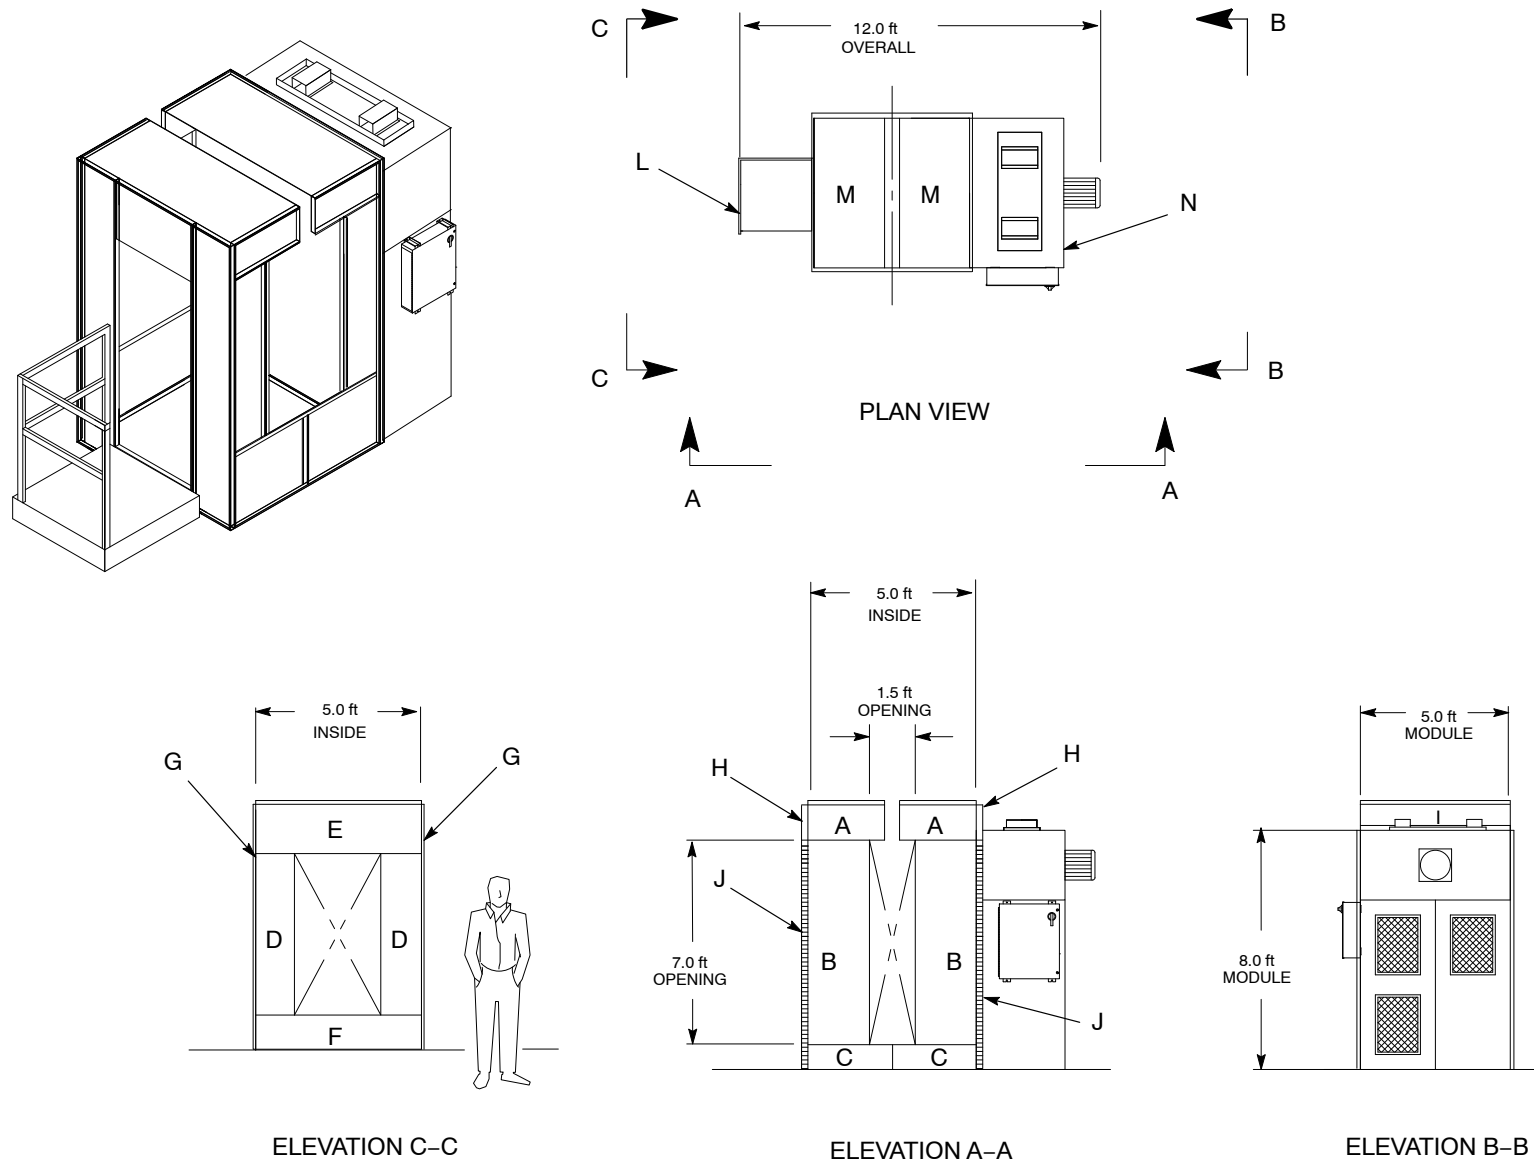 C
B
12.0 ft
OVERALL
L
M
M
N
C
B
PLAN VIEW
A
A
5.0 ft
INSIDE
1.5 ft
OPENING
5.0 ft
INSIDE
5.0 ft
MODULE
G
G
H
H
E
A
A
I
J
D
D
B
B
7.0 ft
OPENING
8.0 ft
MODULE
J
F
C
C
ELEVATION C–C
ELEVATION A–A
ELEVATION B–B